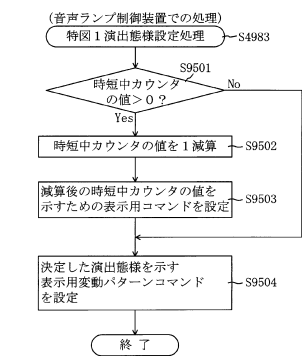 (音声ランプ制御装置での処理)
特図1演出態様設定処理
S4983
S9501
時短中カウンタ
の値>0?
No
Yes
時短中カウンタの値を1減算
S9502
減算後の時短中カウンタの値を
示すための表示用コマンドを設定
S9503
決定した演出態様を示す
表示用変動パターンコマンド
を設定
S9504
終 了